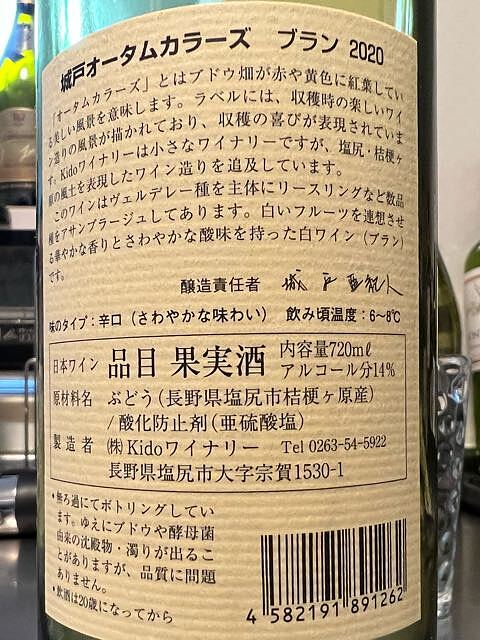 城戸オータムカラーズ ブラン 2020
「オータムカラーズ」とはブドウ畑が赤や黄色に紅葉してい
る美しい風景を意味します。ラベルには、収穫時の楽しいワイ
ン造りの風景が描かれており、収穫の喜びが表現されていま
す。Kidoワイナリーは小さなワイナリーですが、塩尻・桔梗ヶ
原の風土を表現したワイン造りを追及しています。
このワインはヴェルデレー種を主体にリースリングなど数品
種をアサンブラージュしてあります。白いフルーツを連想させ
る華やかな香りとさわやかな酸味を持った白ワイン(ブラン)
です。
醸造責任者 城戸亜紀人
味のタイプ:辛口(さわやかな味わい) 飲み頃温度:6~8℃
日本ワイン 品目 果実酒 内容量720mℓ
アルコール分14%
原材料名 ぶどう(長野県塩尻市桔梗ヶ原産)
/酸化防止剤(亜硫酸塩)
製造者 ㈱Kidoワイナリー Tel 0263-54-5922
長野県塩尻市大字宗賀1530-1
・無ろ過にてボトリングしてい
ます。ゆえにブドウや酵母菌
由来の沈殿物・濁りが出るこ
とがありますが、品質に問題
ありません。
・飲酒は20歳になってから
4 582191 891262